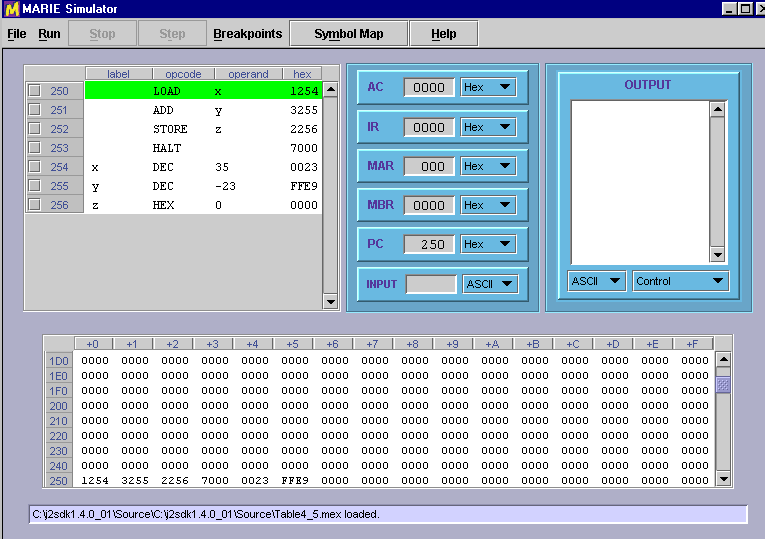 MARIE Simulator
File Run Stop Step Breakpoints Symbol Map Help
label opcode operand hex
250 LOAD x 1254
251 ADD y 3255
252 STORE z 2256
253 HALT 7000
254 x DEC 35 0023
255 y DEC -23 FFE9
256 z HEX 0 0000
AC 0000 Hex
IR 0000 Hex
MAR 000 Hex
MBR 0000 Hex
PC 250 Hex
INPUT ASCII
OUTPUT
ASCII Control
+0 +1 +2 +3 +4 +5 +6 +7 +8 +9 +A +B +C +D +E +F
1D0 0000 0000 0000 0000 0000 0000 0000 0000 0000 0000 0000 0000 0000 0000 0000 0000
1E0 0000 0000 0000 0000 0000 0000 0000 0000 0000 0000 0000 0000 0000 0000 0000 0000
1F0 0000 0000 0000 0000 0000 0000 0000 0000 0000 0000 0000 0000 0000 0000 0000 0000
200 0000 0000 0000 0000 0000 0000 0000 0000 0000 0000 0000 0000 0000 0000 0000 0000
210 0000 0000 0000 0000 0000 0000 0000 0000 0000 0000 0000 0000 0000 0000 0000 0000
220 0000 0000 0000 0000 0000 0000 0000 0000 0000 0000 0000 0000 0000 0000 0000 0000
230 0000 0000 0000 0000 0000 0000 0000 0000 0000 0000 0000 0000 0000 0000 0000 0000
240 0000 0000 0000 0000 0000 0000 0000 0000 0000 0000 0000 0000 0000 0000 0000 0000
250 1254 3255 2256 7000 0023 FFE9 0000 0000 0000 0000 0000 0000 0000 0000 0000 0000
C:\j2sdk1.4.0_01\Source\C:\j2sdk1.4.0_01\Source\Table4_5.mex loaded.